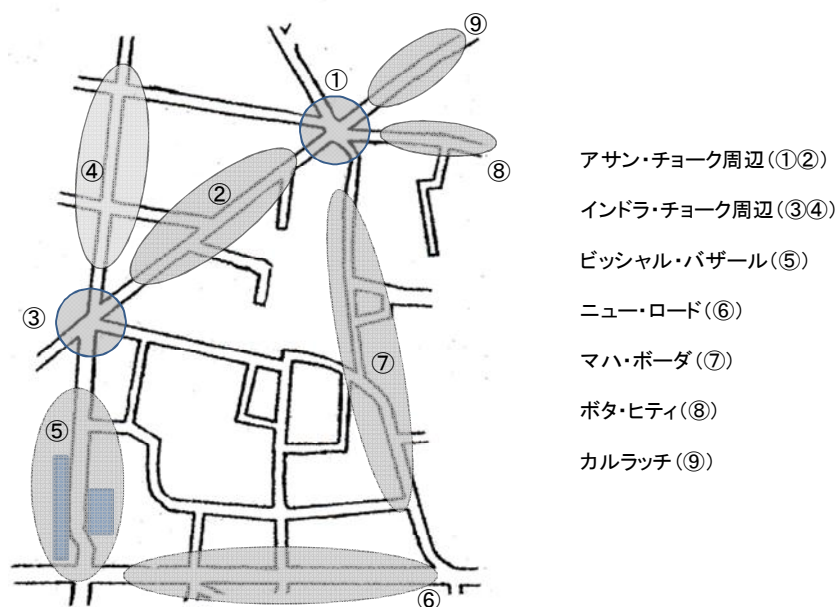 ⑨
①
④
②
⑧
③
⑦
⑤
⑥
アサン・チョーク周辺(①②)
インドラ・チョーク周辺(③④)
ビッシャル・バザール(⑤)
ニュー・ロード(⑥)
マハ・ボーダ(⑦)
ボタ・ヒティ(⑧)
カルラッチ(⑨)